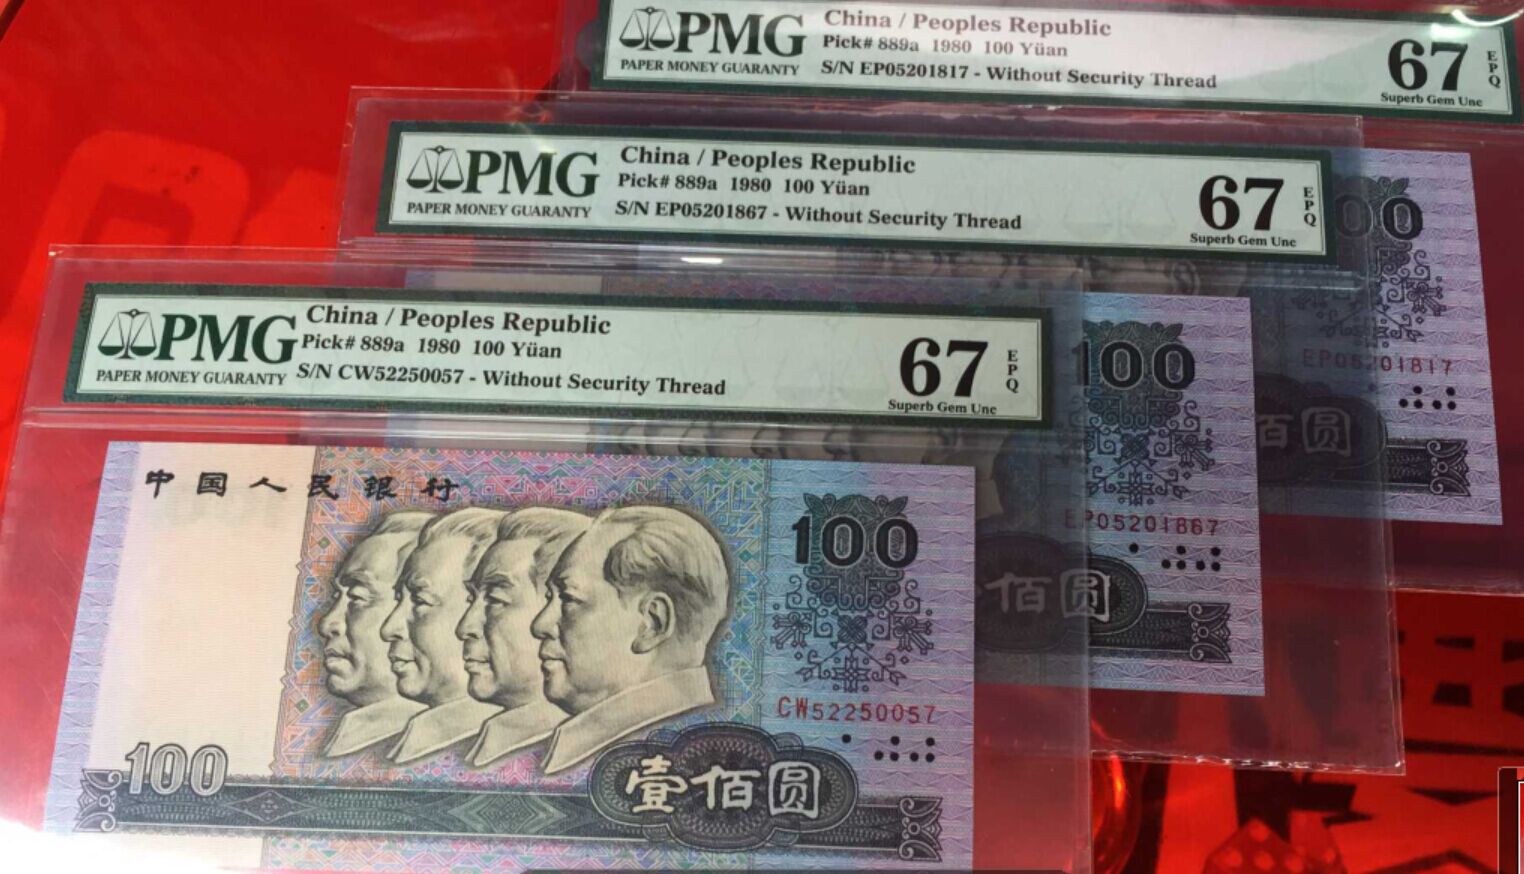 PMG
PAPER MONEY GUARANTY
China / Peoples Republic
Pick# 889a 1980 100 Yüan
S/N EP05201817 - Without Security Thread
67
EPQ
Superb Gem Unc
00
EP05201817
佰圆
PMG
PAPER MONEY GUARANTY
China / Peoples Republic
Pick# 889a 1980 100 Yüan
S/N EP05201867 - Without Security Thread
67
EPQ
Superb Gem Unc
100
EP05201867
佰圆
PMG
PAPER MONEY GUARANTY
China / Peoples Republic
Pick# 889a 1980 100 Yüan
S/N CW52250057 - Without Security Thread
67
EPQ
Superb Gem Unc
中国人民银行
100
CW52250057
100
壹佰圆